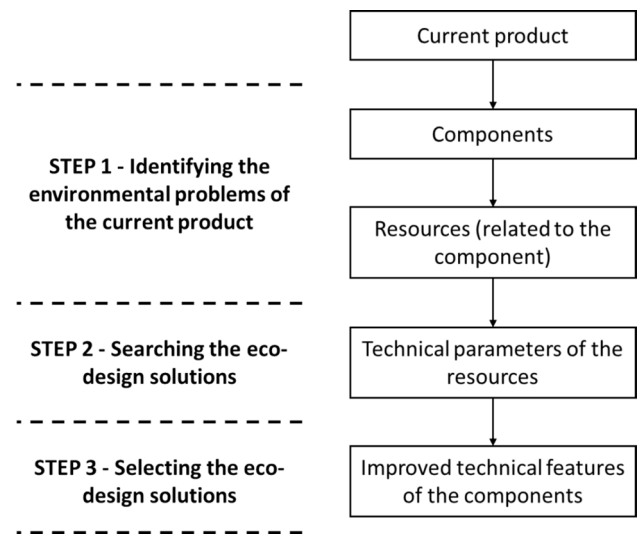 Current product
Components
STEP 1 - Identifying the
environmental problems of
the current product
Resources (related to the
component)
STEP 2 - Searching the eco-
design solutions
Technical parameters of the
resources
STEP 3 - Selecting the eco-
design solutions
Improved technical features
of the components